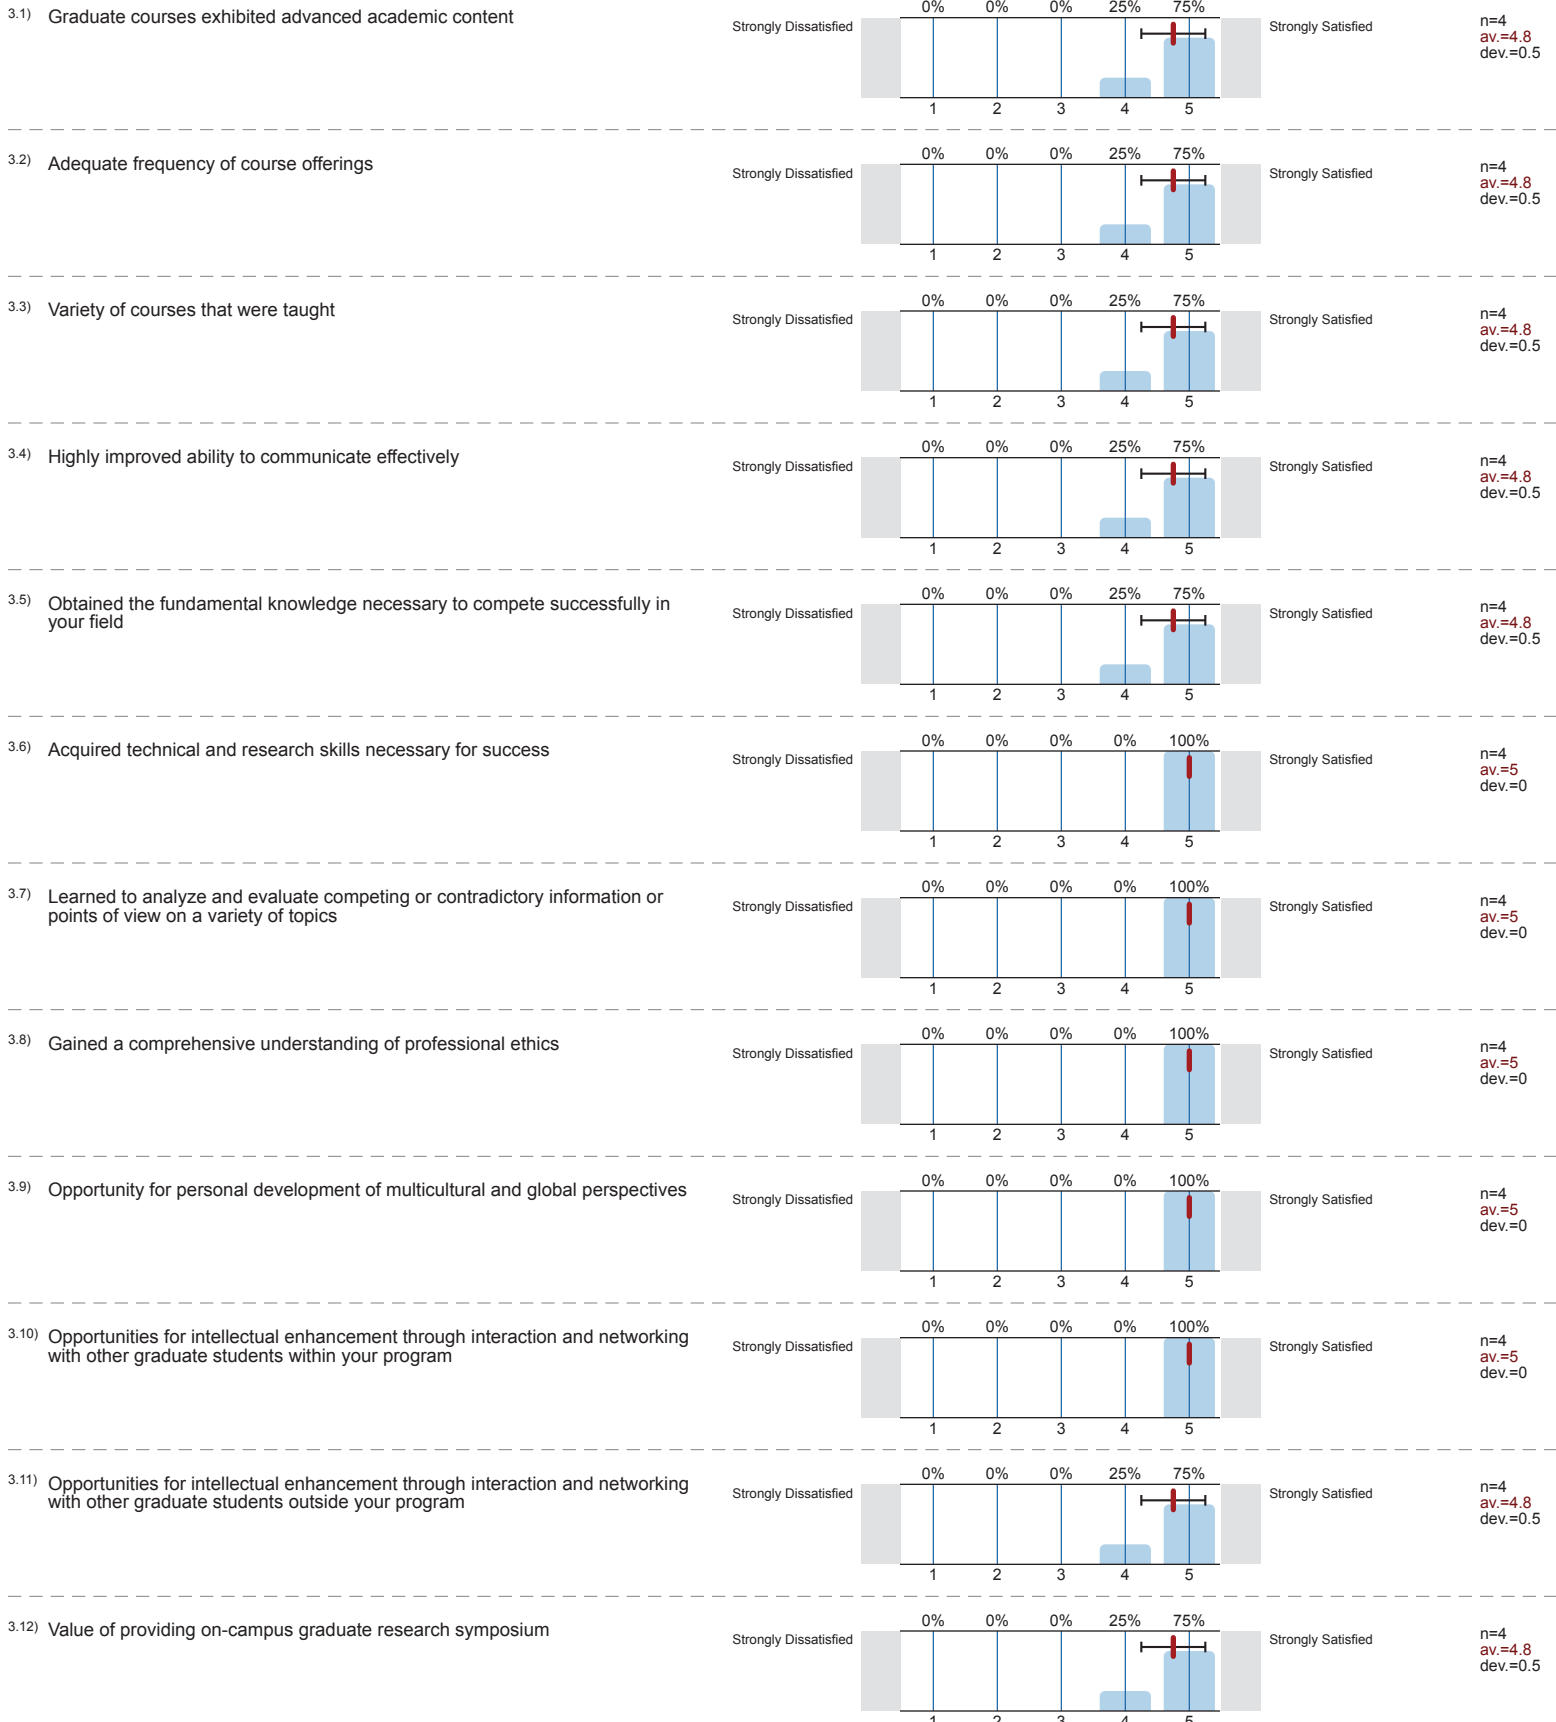 3.1) Graduate courses exhibited advanced academic content
0% 0% 0% 25% 75%
Strongly Dissatisfied Strongly Satisfied
n=4
av.=4.8
dev.=0.5
1 2 3 4 5
3.2) Adequate frequency of course offerings
0% 0% 0% 25% 75%
Strongly Dissatisfied Strongly Satisfied
n=4
av.=4.8
dev.=0.5
1 2 3 4 5
3.3) Variety of courses that were taught
0% 0% 0% 25% 75%
Strongly Dissatisfied Strongly Satisfied
n=4
av.=4.8
dev.=0.5
1 2 3 4 5
3.4) Highly improved ability to communicate effectively
0% 0% 0% 25% 75%
Strongly Dissatisfied Strongly Satisfied
n=4
av.=4.8
dev.=0.5
1 2 3 4 5
3.5) Obtained the fundamental knowledge necessary to compete successfully in
your field
0% 0% 0% 25% 75%
Strongly Dissatisfied Strongly Satisfied
n=4
av.=4.8
dev.=0.5
1 2 3 4 5
3.6) Acquired technical and research skills necessary for success
0% 0% 0% 0% 100%
Strongly Dissatisfied Strongly Satisfied
n=4
av.=5
dev.=0
1 2 3 4 5
3.7) Learned to analyze and evaluate competing or contradictory information or
points of view on a variety of topics
0% 0% 0% 0% 100%
Strongly Dissatisfied Strongly Satisfied
n=4
av.=5
dev.=0
1 2 3 4 5
3.8) Gained a comprehensive understanding of professional ethics
0% 0% 0% 0% 100%
Strongly Dissatisfied Strongly Satisfied
n=4
av.=5
dev.=0
1 2 3 4 5
3.9) Opportunity for personal development of multicultural and global perspectives
0% 0% 0% 0% 100%
Strongly Dissatisfied Strongly Satisfied
n=4
av.=5
dev.=0
1 2 3 4 5
3.10) Opportunities for intellectual enhancement through interaction and networking
with other graduate students within your program
0% 0% 0% 0% 100%
Strongly Dissatisfied Strongly Satisfied
n=4
av.=5
dev.=0
1 2 3 4 5
3.11) Opportunities for intellectual enhancement through interaction and networking
with other graduate students outside your program
0% 0% 0% 25% 75%
Strongly Dissatisfied Strongly Satisfied
n=4
av.=4.8
dev.=0.5
1 2 3 4 5
3.12) Value of providing on-campus graduate research symposium
0% 0% 0% 25% 75%
Strongly Dissatisfied Strongly Satisfied
n=4
av.=4.8
dev.=0.5
1 2 3 4 5